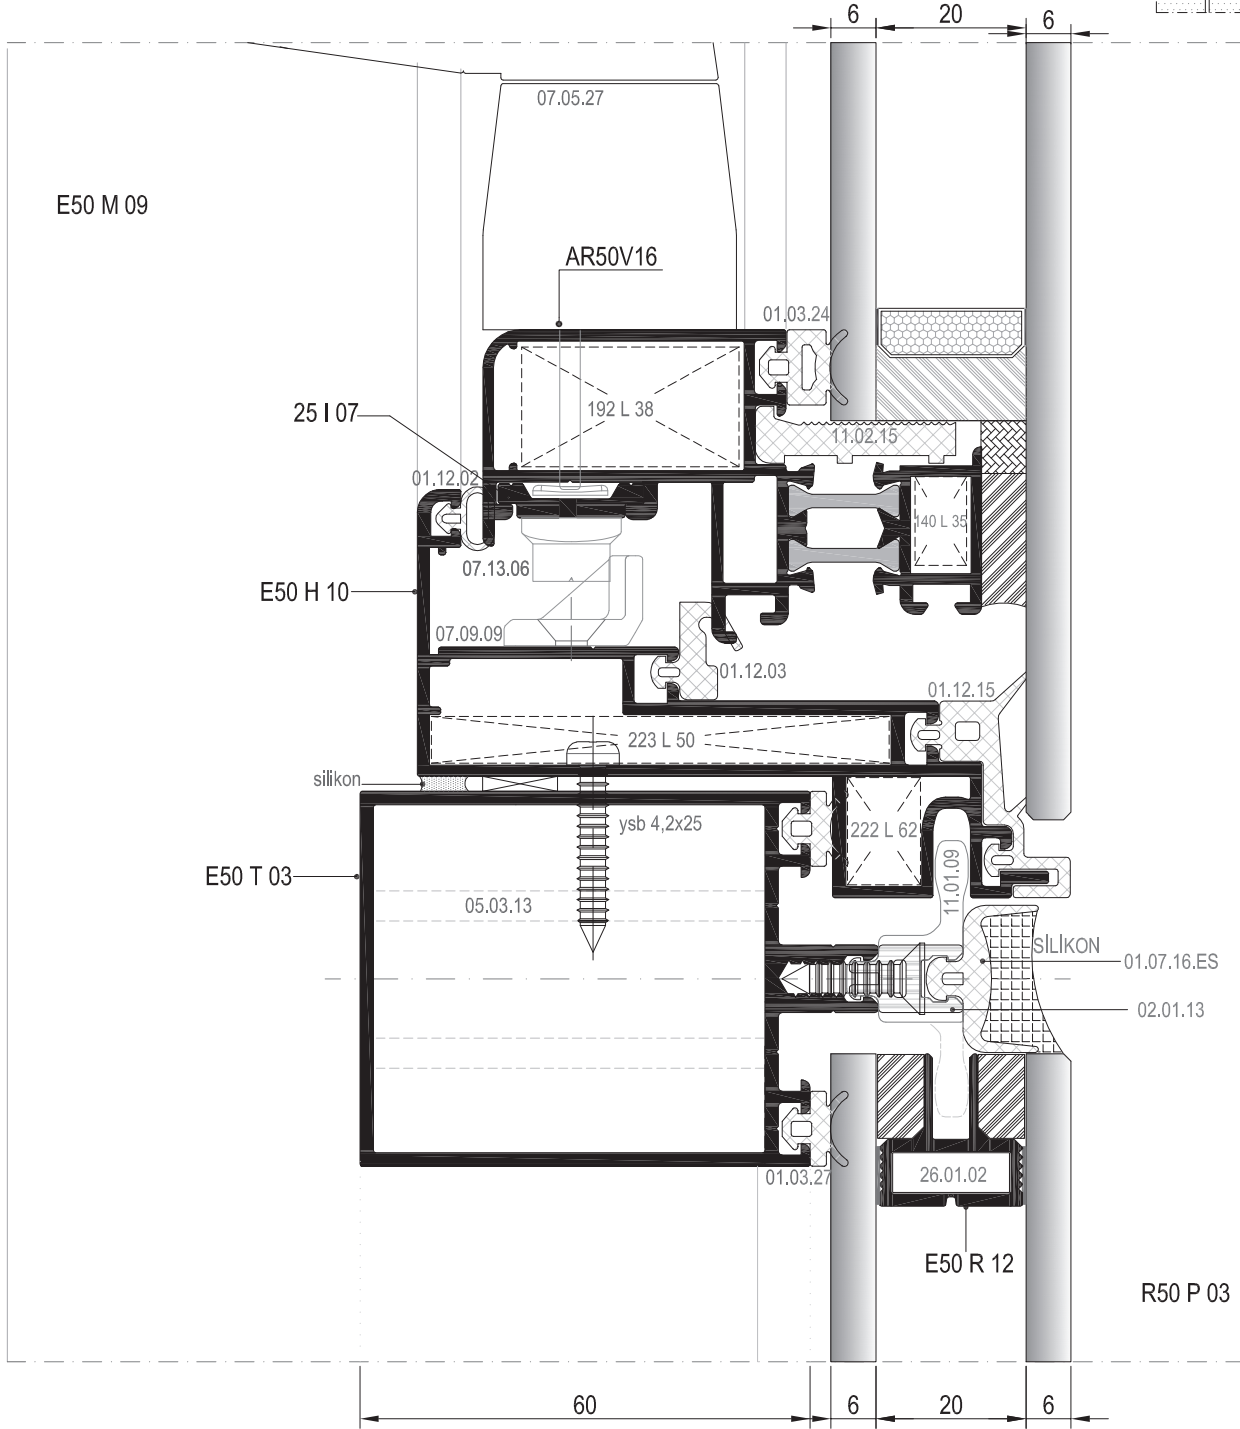 6 20 6
07.05.27
E50 M 09
AR50V16
01.03.24
192 L 38
25 I 07
11.02.15
01.12.02
140 L 35
07.13.06
E50 H 10
07.09.09
01.12.03
01.12.15
223 L 50
silikon
ysb 4,2x25
222 L 62
E50 T 03
11.01.09
05.03.13
SİLİKON
01.07.16.ES
02.01.13
01.03.27
26.01.02
E50 R 12
R50 P 03
60 6 20 6